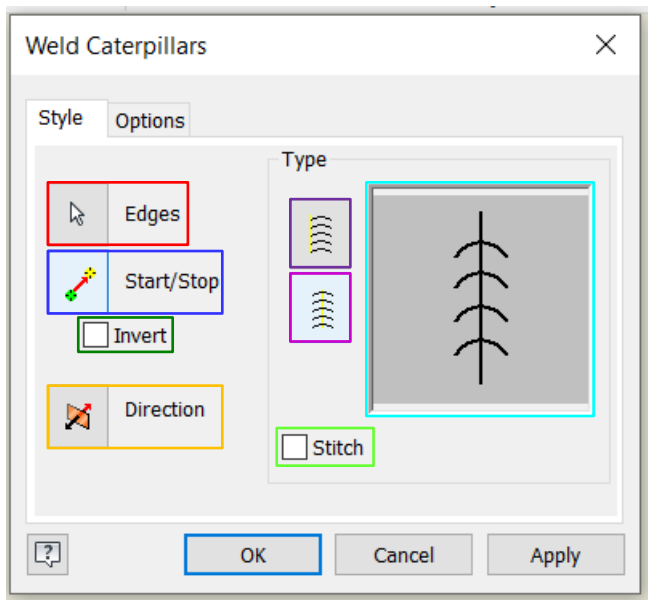 Weld Caterpillars
Style Options
Type
Edges
Start/Stop
Invert
Direction
Stitch
?
OK Cancel Apply